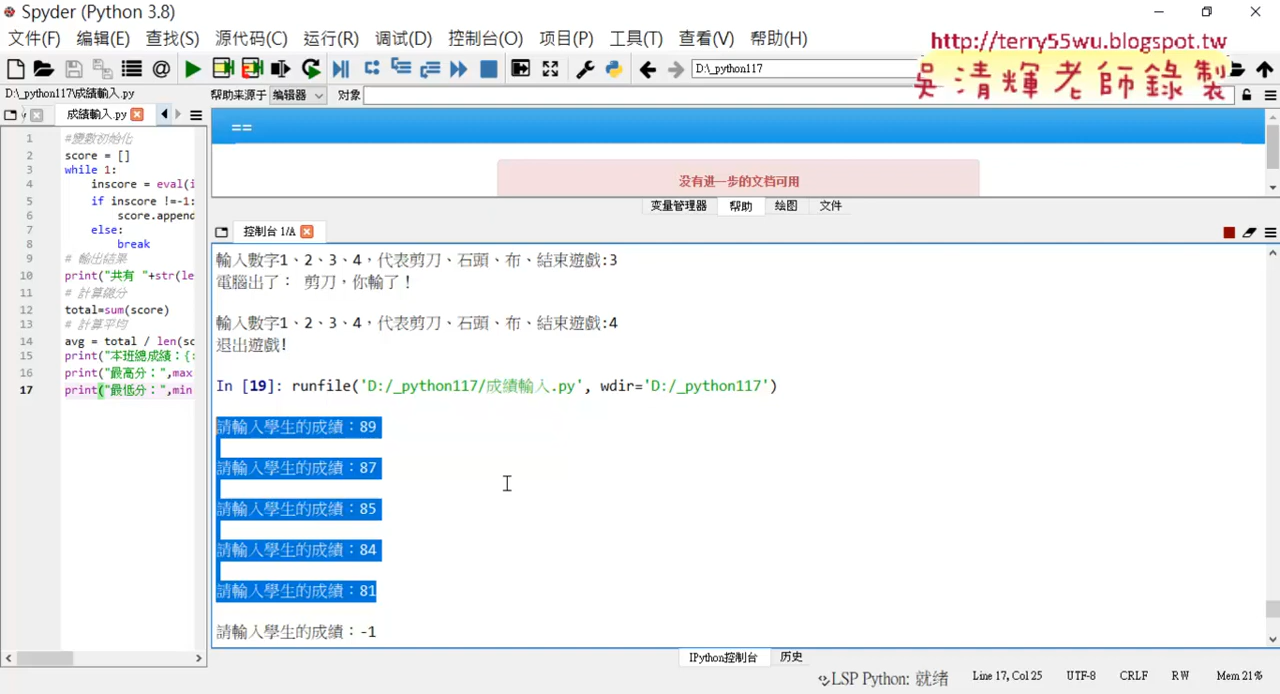 Spyder (Python 3.8)
文件(F) 编辑(E) 查找(S) 源代码(C) 运行(R) 调试(D) 控制台(O) 项目(P) 工具(T) 查看(V) 帮助(H)
http://terry55wu.blogspot.tw
吳清輝老師錄製
D:\_python117
D:\_python117\成績輸入.py
帮助来源于 编辑器 对象
成績輸入.py
==
没有进一步的文档可用
变量管理器 帮助 绘图 文件
控制台 1/A
1 #變數初始化
2 score = []
3 while 1:
4 inscore = eval(i
5 if inscore !=-1:
6 score.append
7 else:
8 break
9 # 輸出結果
10 print("共有 "+str(le
11 # 計算總分
12 total=sum(score)
13 # 計算平均
14 avg = total / len(sc
15 print("本班總成績：{:
16 print("最高分：",max
17 print("最低分：",min
輸入數字1、2、3、4，代表剪刀、石頭、布、結束遊戲:3
電腦出了： 剪刀，你輸了！
輸入數字1、2、3、4，代表剪刀、石頭、布、結束遊戲:4
退出遊戲!
In [19]: runfile('D:/_python117/成績輸入.py', wdir='D:/_python117')
請輸入學生的成績：89
請輸入學生的成績：87
請輸入學生的成績：85
請輸入學生的成績：84
請輸入學生的成績：81
請輸入學生的成績：-1
IPython控制台 历史
LSP Python: 就绪 Line 17, Col 25 UTF-8 CRLF RW Mem 21%